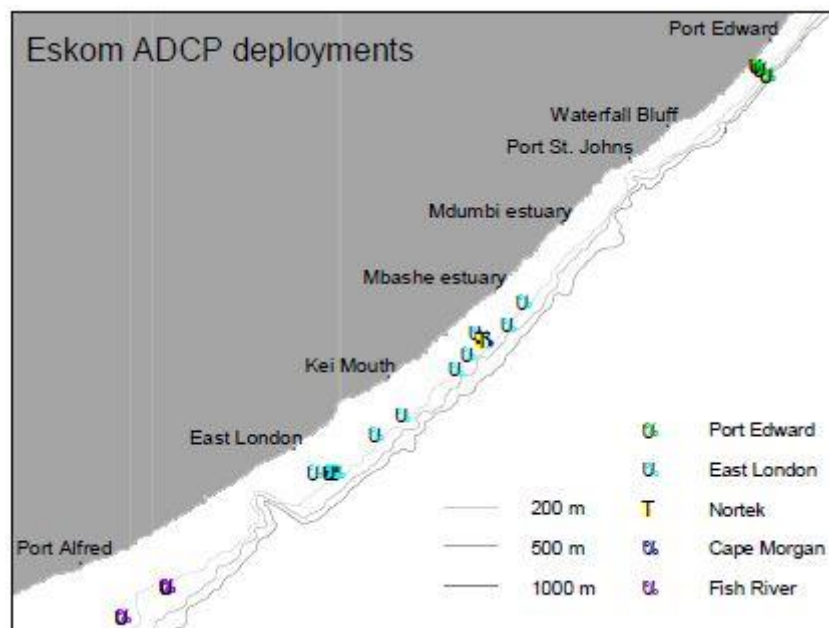 Port Edward
Eskom ADCP deployments
Waterfall Bluff
Port St. Johns
Mdumbi estuary
Mbashe estuary
Kei Mouth
East London
Port Alfred
Port Edward
East London
200 m
T Nortek
500 m
Cape Morgan
1000 m
Fish River